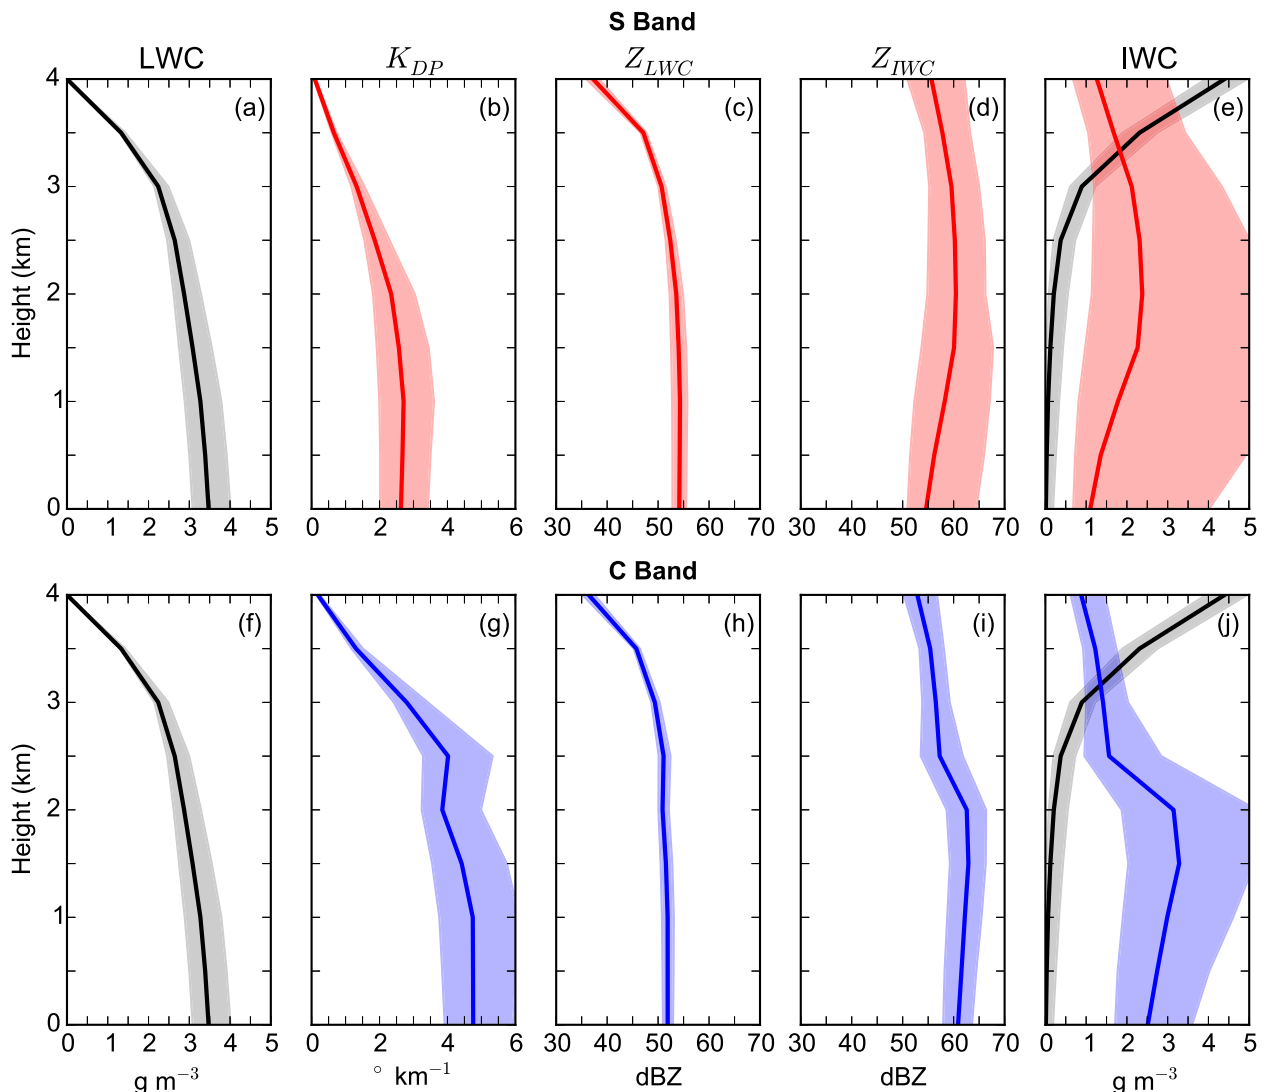 S Band
LWC K_DP Z_LWC Z_IWC IWC
(a) (b) (c) (d) (e)
Height (km)
4
3
2
1
0
0 1 2 3 4 5 0 2 4 6 30 40 50 60 70 30 40 50 60 70 0 1 2 3 4 5
C Band
(f) (g) (h) (i) (j)
Height (km)
4
3
2
1
0
0 1 2 3 4 5 0 2 4 6 30 40 50 60 70 30 40 50 60 70 0 1 2 3 4 5
g m⁻³ ° km⁻¹ dBZ dBZ g m⁻³